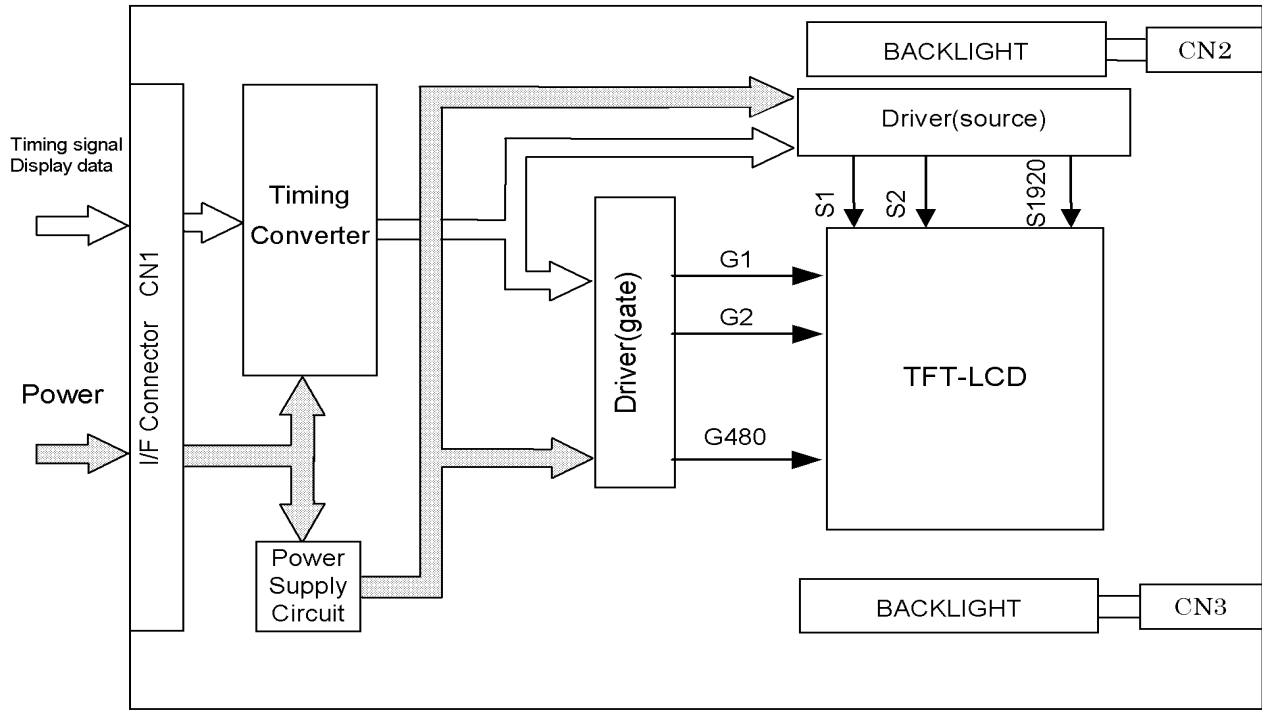 BACKLIGHT
CN2
Driver(source)
Timing signal
Display data
S1
S2
S1920
Timing
Converter
I/F Connector CN1
G1
G2
Driver(gate)
TFT-LCD
Power
G480
Power
Supply
Circuit
BACKLIGHT
CN3